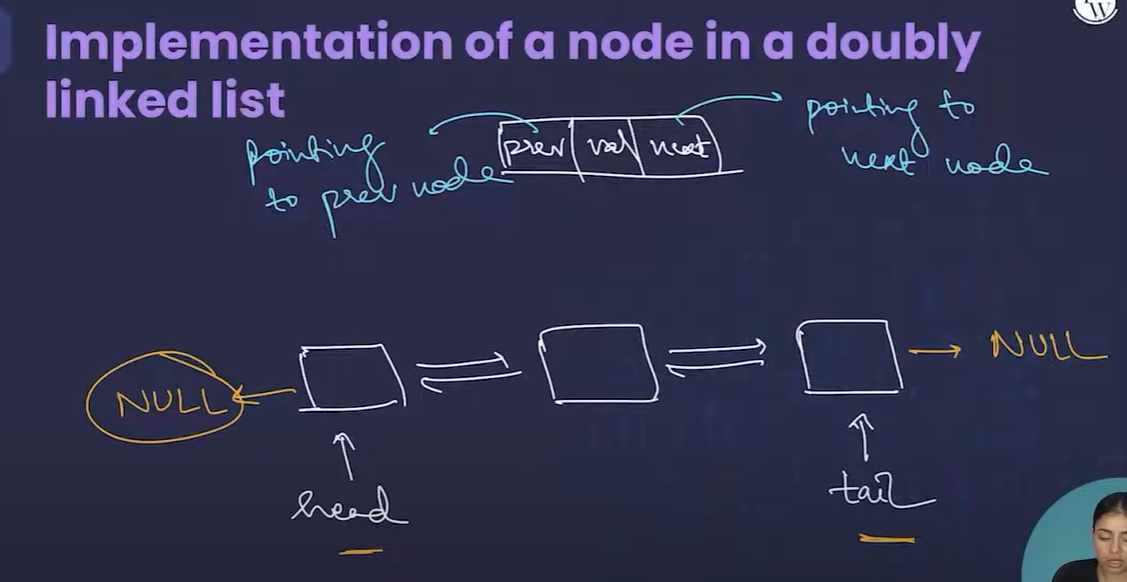 Implementation of a node in a doubly
linked list
pointing
to prev node
prev val next
pointing to
next node
NULL
NULL
head
tail
W